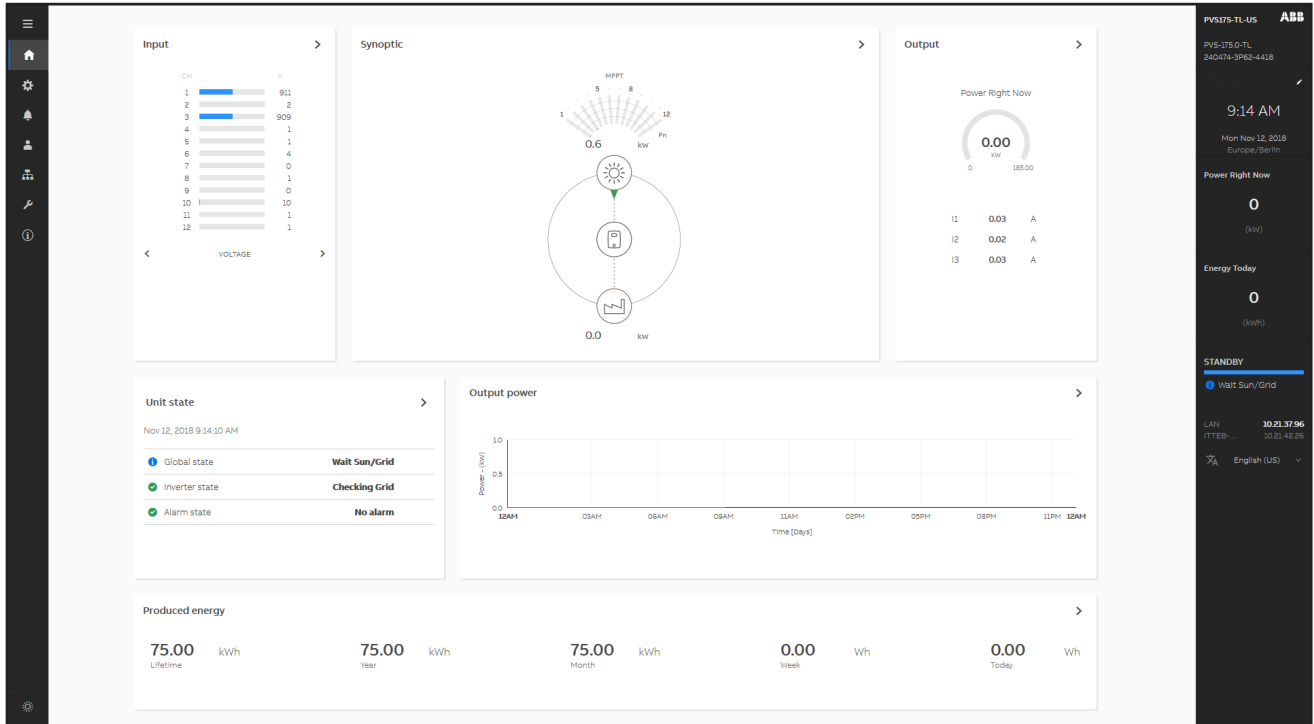 Input
CH V
1 911
2 2
3 909
4 1
5 1
6 4
7 0
8 1
9 0
10 10
11 1
12 1
VOLTAGE
Synoptic
MPPT
5 8
1 12
Pn
0.6 kW
0.0 kW
Output
Power Right Now
0.00
kW
0 185.00
I1 0.03 A
I2 0.02 A
I3 0.03 A
Unit state
Nov 12, 2018 9:14:10 AM
Global state Wait Sun/Grid
Inverter state Checking Grid
Alarm state No alarm
Output power
Power - (kW)
1.0
0.5
0.0
12AM 03AM 06AM 09AM 11AM 02PM 05PM 08PM 11PM 12AM
Time [Days]
Produced energy
75.00 kWh
Lifetime
75.00 kWh
Year
75.00 kWh
Month
0.00 Wh
Week
0.00 Wh
Today
PVS175-TL-US ABB
PVS-175.0-TL
240474-3P62-4418
9:14 AM
Mon Nov 12, 2018
Europe/Berlin
Power Right Now
0
(kW)
Energy Today
0
(kWh)
STANDBY
Wait Sun/Grid
LAN 10.21.37.96
ITTEB-... 10.21.42.26
English (US)